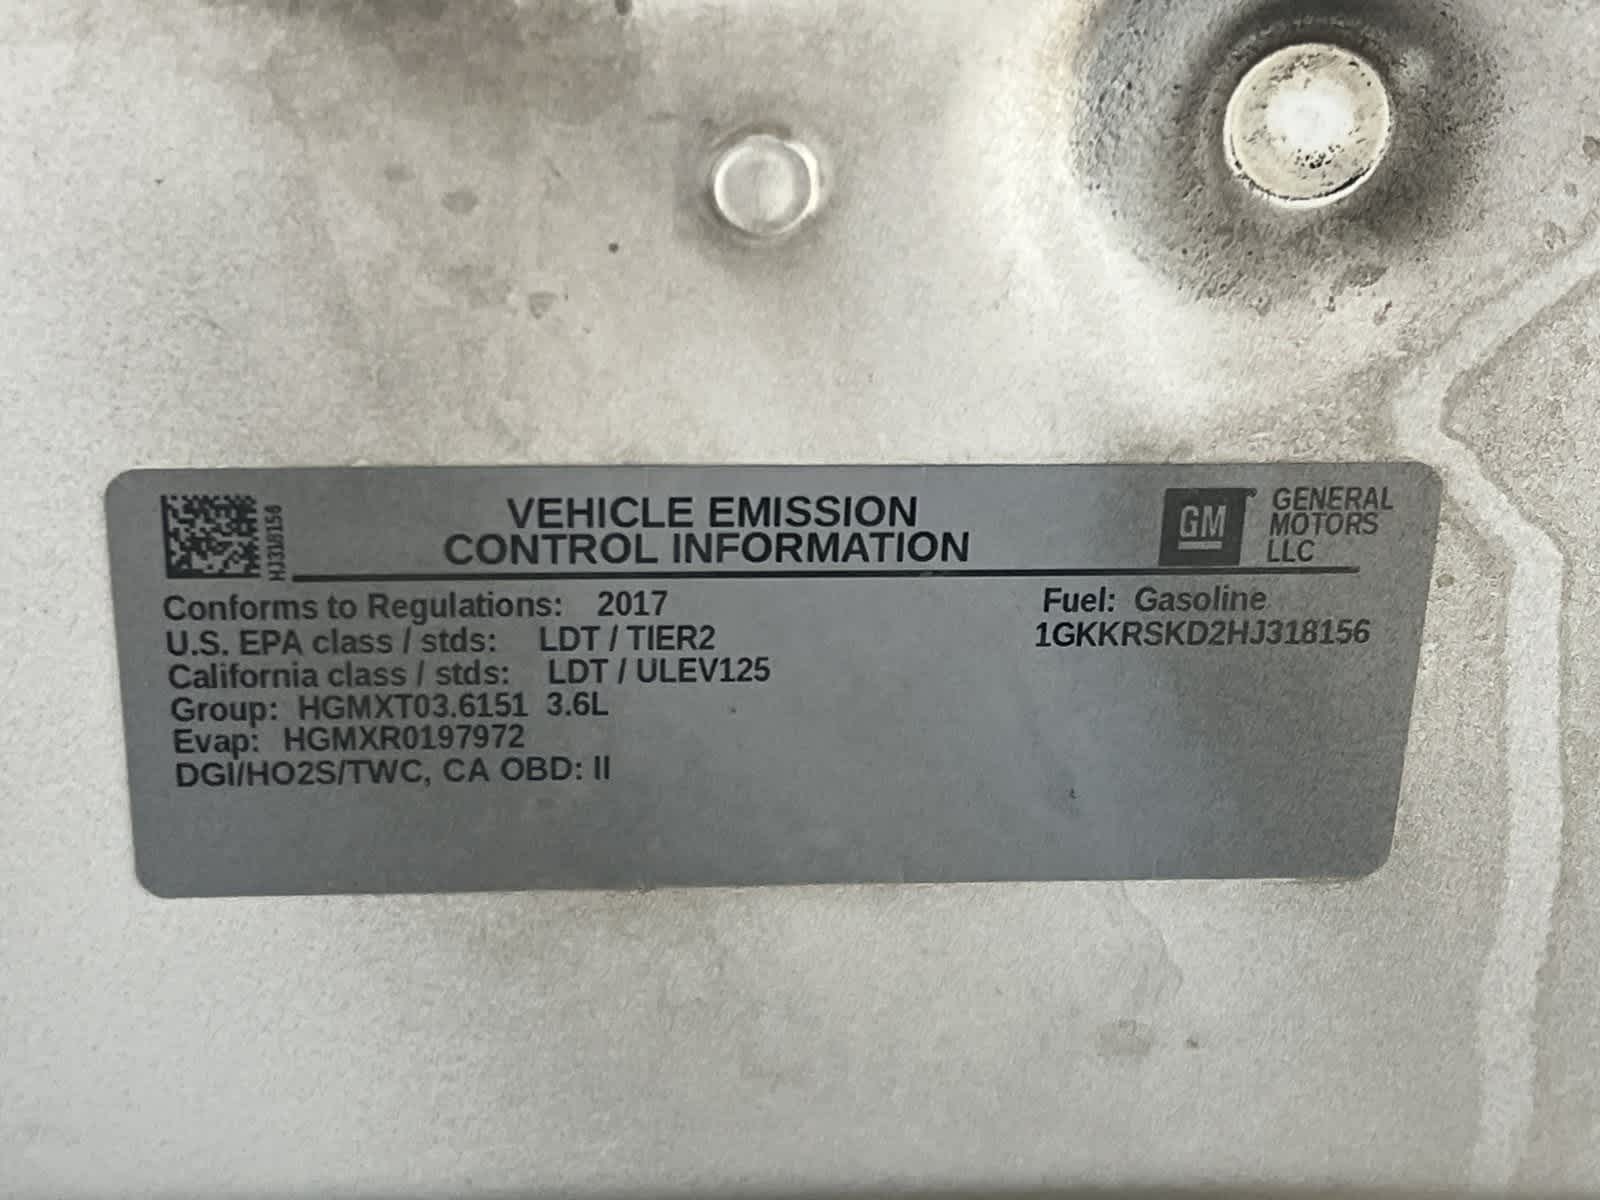 HJ318156
VEHICLE EMISSION
CONTROL INFORMATION
GM
GENERAL
MOTORS
LLC
Conforms to Regulations: 2017
U.S. EPA class / stds: LDT / TIER2
California class / stds: LDT / ULEV125
Group: HGMXT03.6151 3.6L
Evap: HGMXR0197972
DGI/HO2S/TWC, CA OBD: II
Fuel: Gasoline
1GKKRSKD2HJ318156